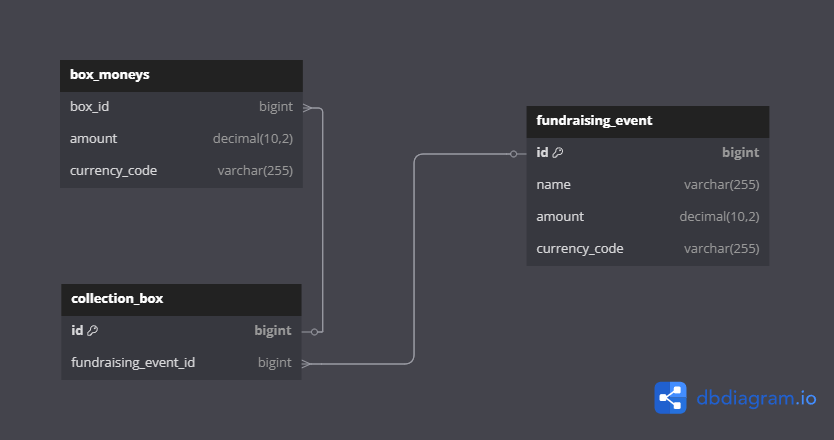 box_moneys
box_id bigint
amount decimal(10,2)
currency_code varchar(255)
fundraising_event
id bigint
name varchar(255)
amount decimal(10,2)
currency_code varchar(255)
collection_box
id bigint
fundraising_event_id bigint
dbdiagram.io